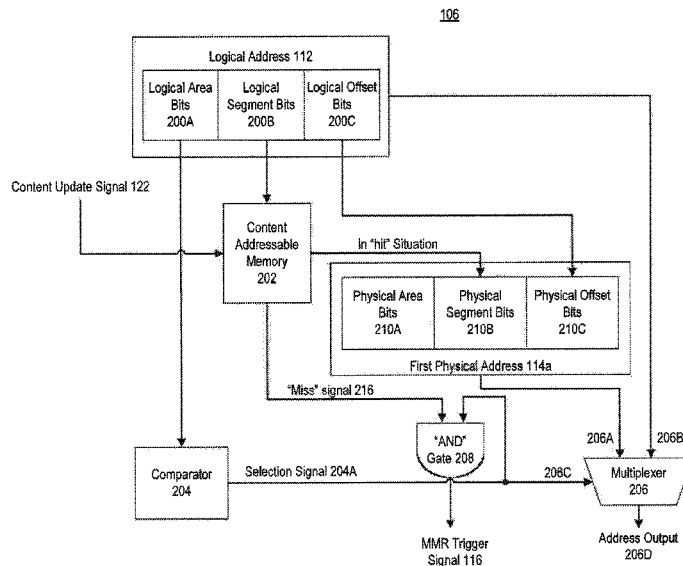 106
Logical Address 112
Logical Area
Bits
200A
Logical
Segment Bits
200B
Logical Offset
Bits
200C
Content Update Signal 122
Content
Addressable
Memory
202
in "hit" Situation
Physical Area
Bits
210A
Physical
Segment Bits
210B
Physical Offset
Bits
210C
First Physical Address 114a
"Miss" signal 216
"AND"
Gate 208
206A
206B
Comparator
204
Selection Signal 204A
206C
Multiplexer
206
MMR Trigger
Signal 116
Address Output
206D